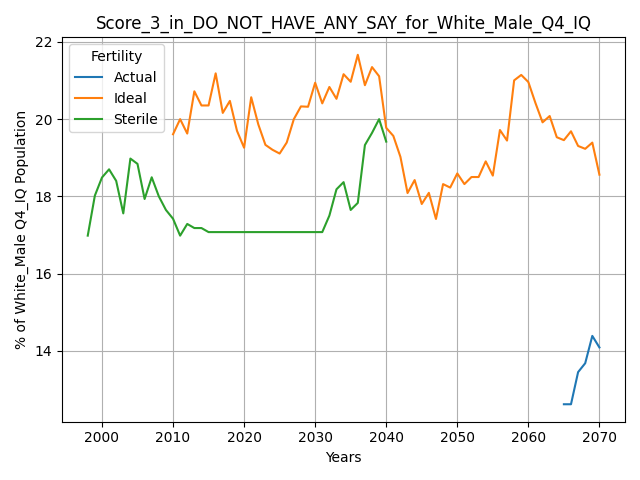 Score_3_in_DO_NOT_HAVE_ANY_SAY_for_White_Male_Q4_IQ
Fertility
Actual
Ideal
Sterile
22
20
18
16
14
% of White_Male Q4_IQ Population
2000
2010
2020
2030
2040
2050
2060
2070
Years